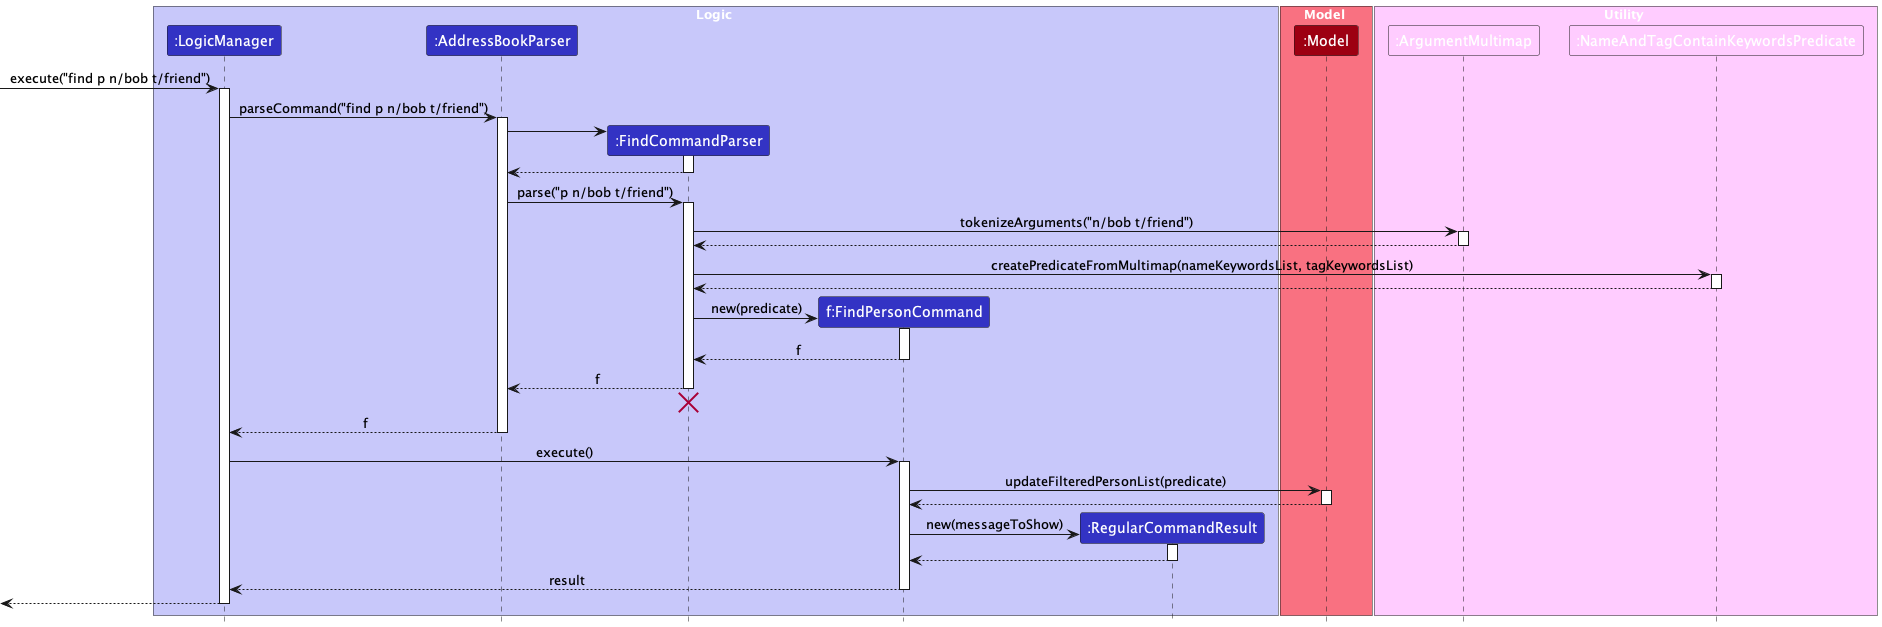 Logic
Model
Utility
:LogicManager
:AddressBookParser
:Model
:ArgumentMultimap
:NameAndTagContainKeywordsPredicate
execute("find p n/bob t/friend")
parseCommand("find p n/bob t/friend")
:FindCommandParser
parse("p n/bob t/friend")
tokenizeArguments("n/bob t/friend")
createPredicateFromMultimap(nameKeywordsList, tagKeywordsList)
new(predicate)
f:FindPersonCommand
f
f
f
execute()
updateFilteredPersonList(predicate)
new(messageToShow)
:RegularCommandResult
result